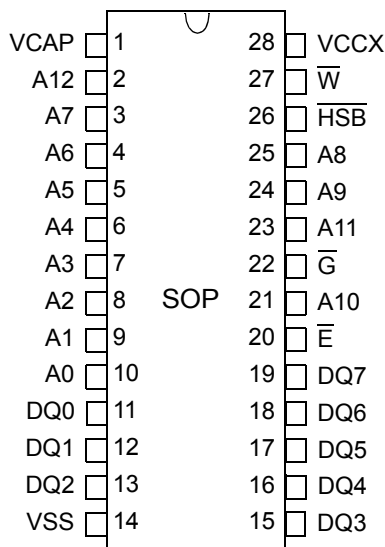 VCAP 1 28 VCCX
A12 2 27 W̅
A7 3 26 H̅S̅B̅
A6 4 25 A8
A5 5 24 A9
A4 6 23 A11
A3 7 22 G̅
A2 8 SOP 21 A10
A1 9 20 E̅
A0 10 19 DQ7
DQ0 11 18 DQ6
DQ1 12 17 DQ5
DQ2 13 16 DQ4
VSS 14 15 DQ3